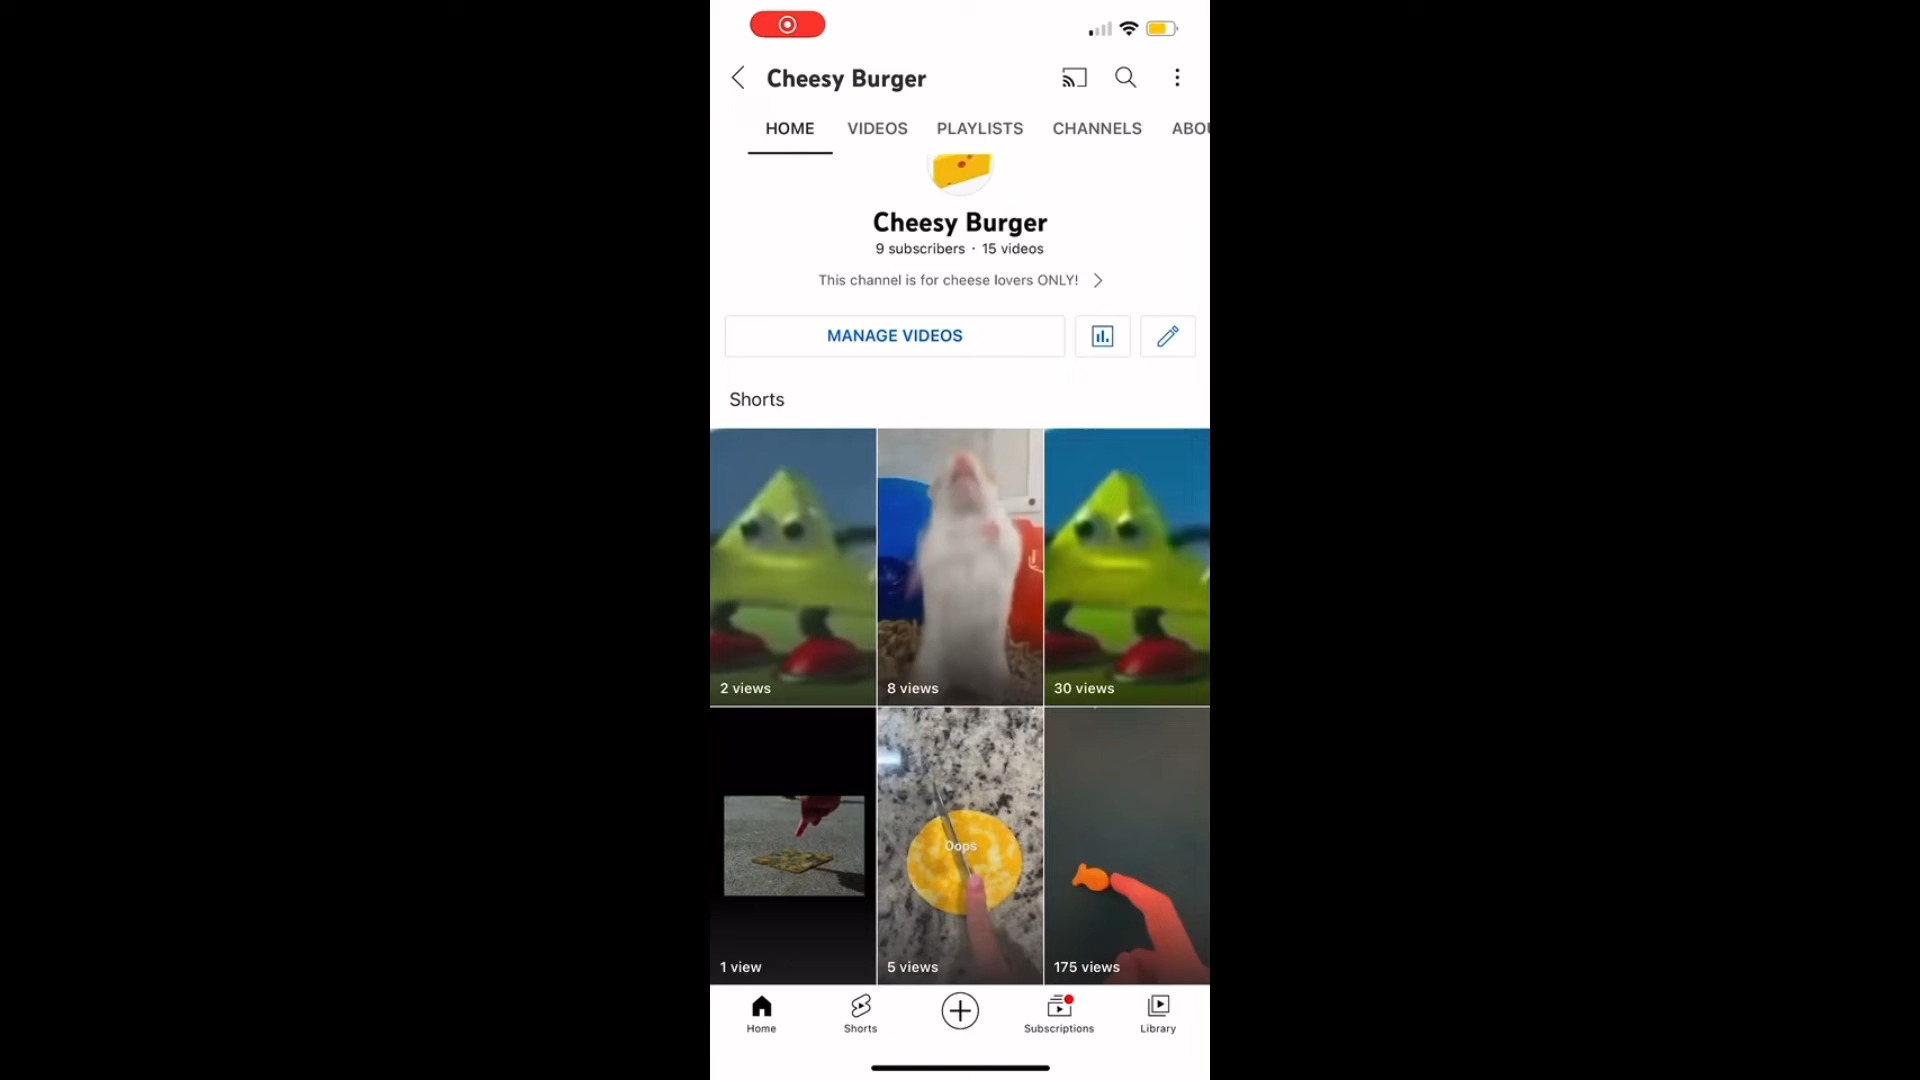 Cheesy Burger
HOME VIDEOS PLAYLISTS CHANNELS ABOU
Cheesy Burger
9 subscribers · 15 videos
This channel is for cheese lovers ONLY!
MANAGE VIDEOS
Shorts
2 views
8 views
30 views
Oops
1 view
5 views
175 views
Home
Shorts
Subscriptions
Library